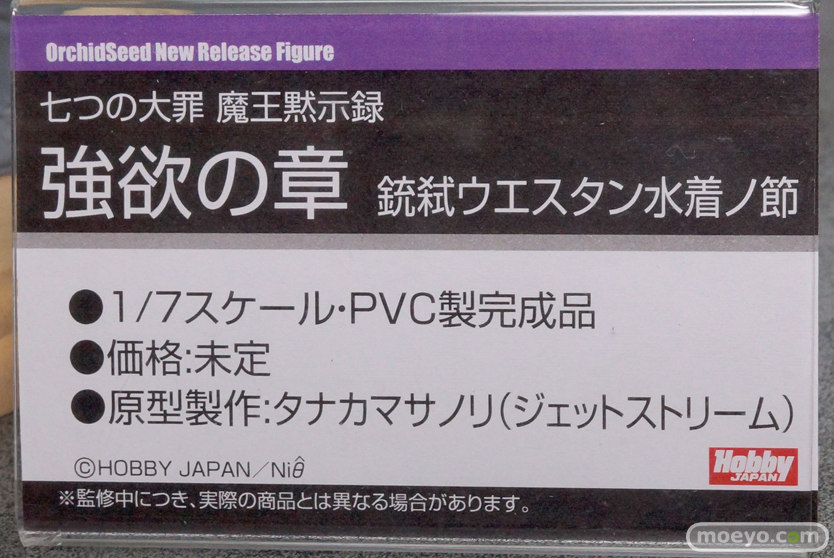 OrchidSeed New Release Figure
七つの大罪 魔王黙示録
強欲の章 銃弑ウエスタン水着ノ節
●1/7スケール・PVC製完成品
●価格:未定
●原型製作:タナカマサノリ(ジェットストリーム)
©HOBBY JAPAN/Niθ̂
Hobby
JAPAN
※監修中につき、実際の商品とは異なる場合があります。
moeyo.com